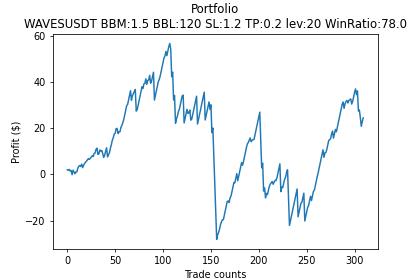 Portfolio
WAVESUSDT BBM:1.5 BBL:120 SL:1.2 TP:0.2 lev:20 WinRatio:78.0
60
40
20
0
−20
Profit ($)
0 50 100 150 200 250 300
Trade counts